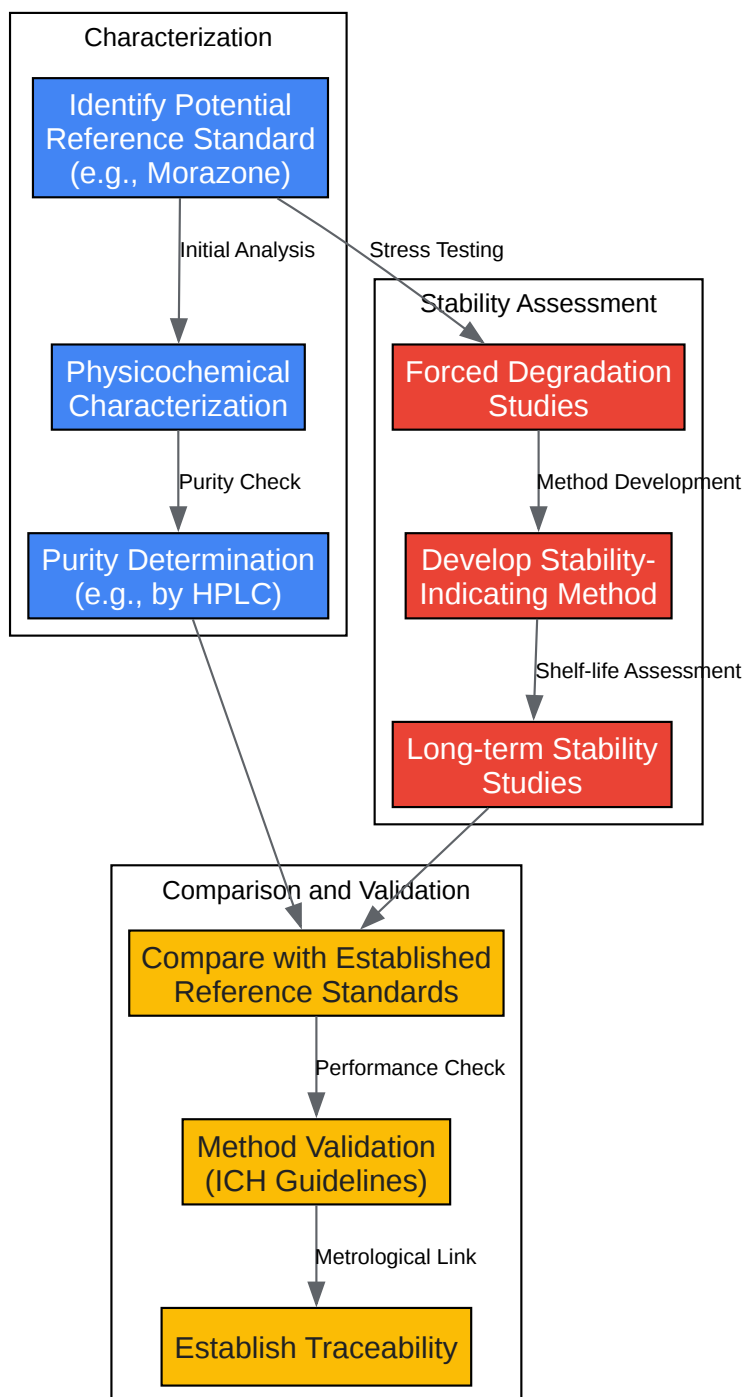 Characterization
Identify Potential
Reference Standard
(e.g., Morazone)
Initial Analysis
Stress Testing
Stability Assessment
Physicochemical
Characterization
Forced Degradation
Studies
Purity Check
Method Development
Purity Determination
(e.g., by HPLC)
Develop Stability-
Indicating Method
Shelf-life Assessment
Long-term Stability
Studies
Comparison and Validation
Compare with Established
Reference Standards
Performance Check
Method Validation
(ICH Guidelines)
Metrological Link
Establish Traceability